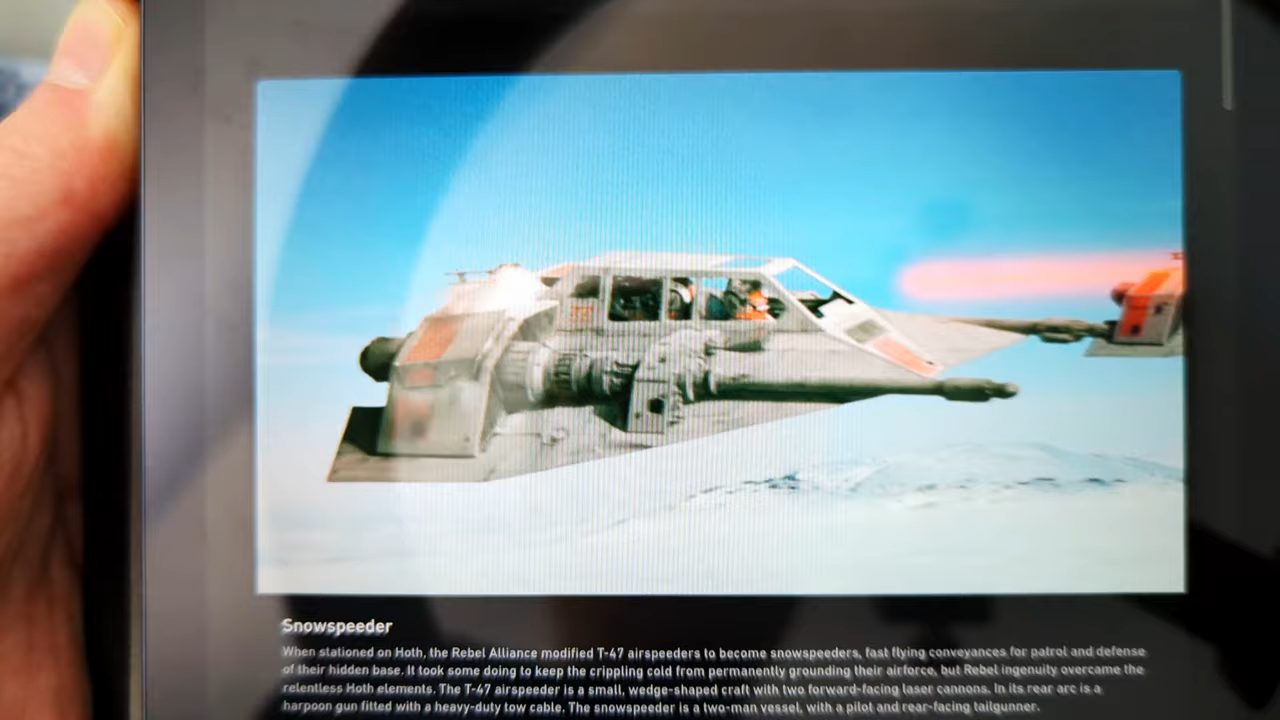 Snowspeeder
When stationed on Hoth, the Rebel Alliance modified T-47 airspeeders to become snowspeeders, fast flying conveyances for patrol and defense
of their hidden base. It took some doing to keep the crippling cold from permanently grounding their airforce, but Rebel ingenuity overcame the
relentless Hoth elements. The T-47 airspeeder is a small, wedge-shaped craft with two forward-facing laser cannons. In its rear arc is a
harpoon gun fitted with a heavy-duty tow cable. The snowspeeder is a two-man vessel, with a pilot and rear-facing tailgunner.